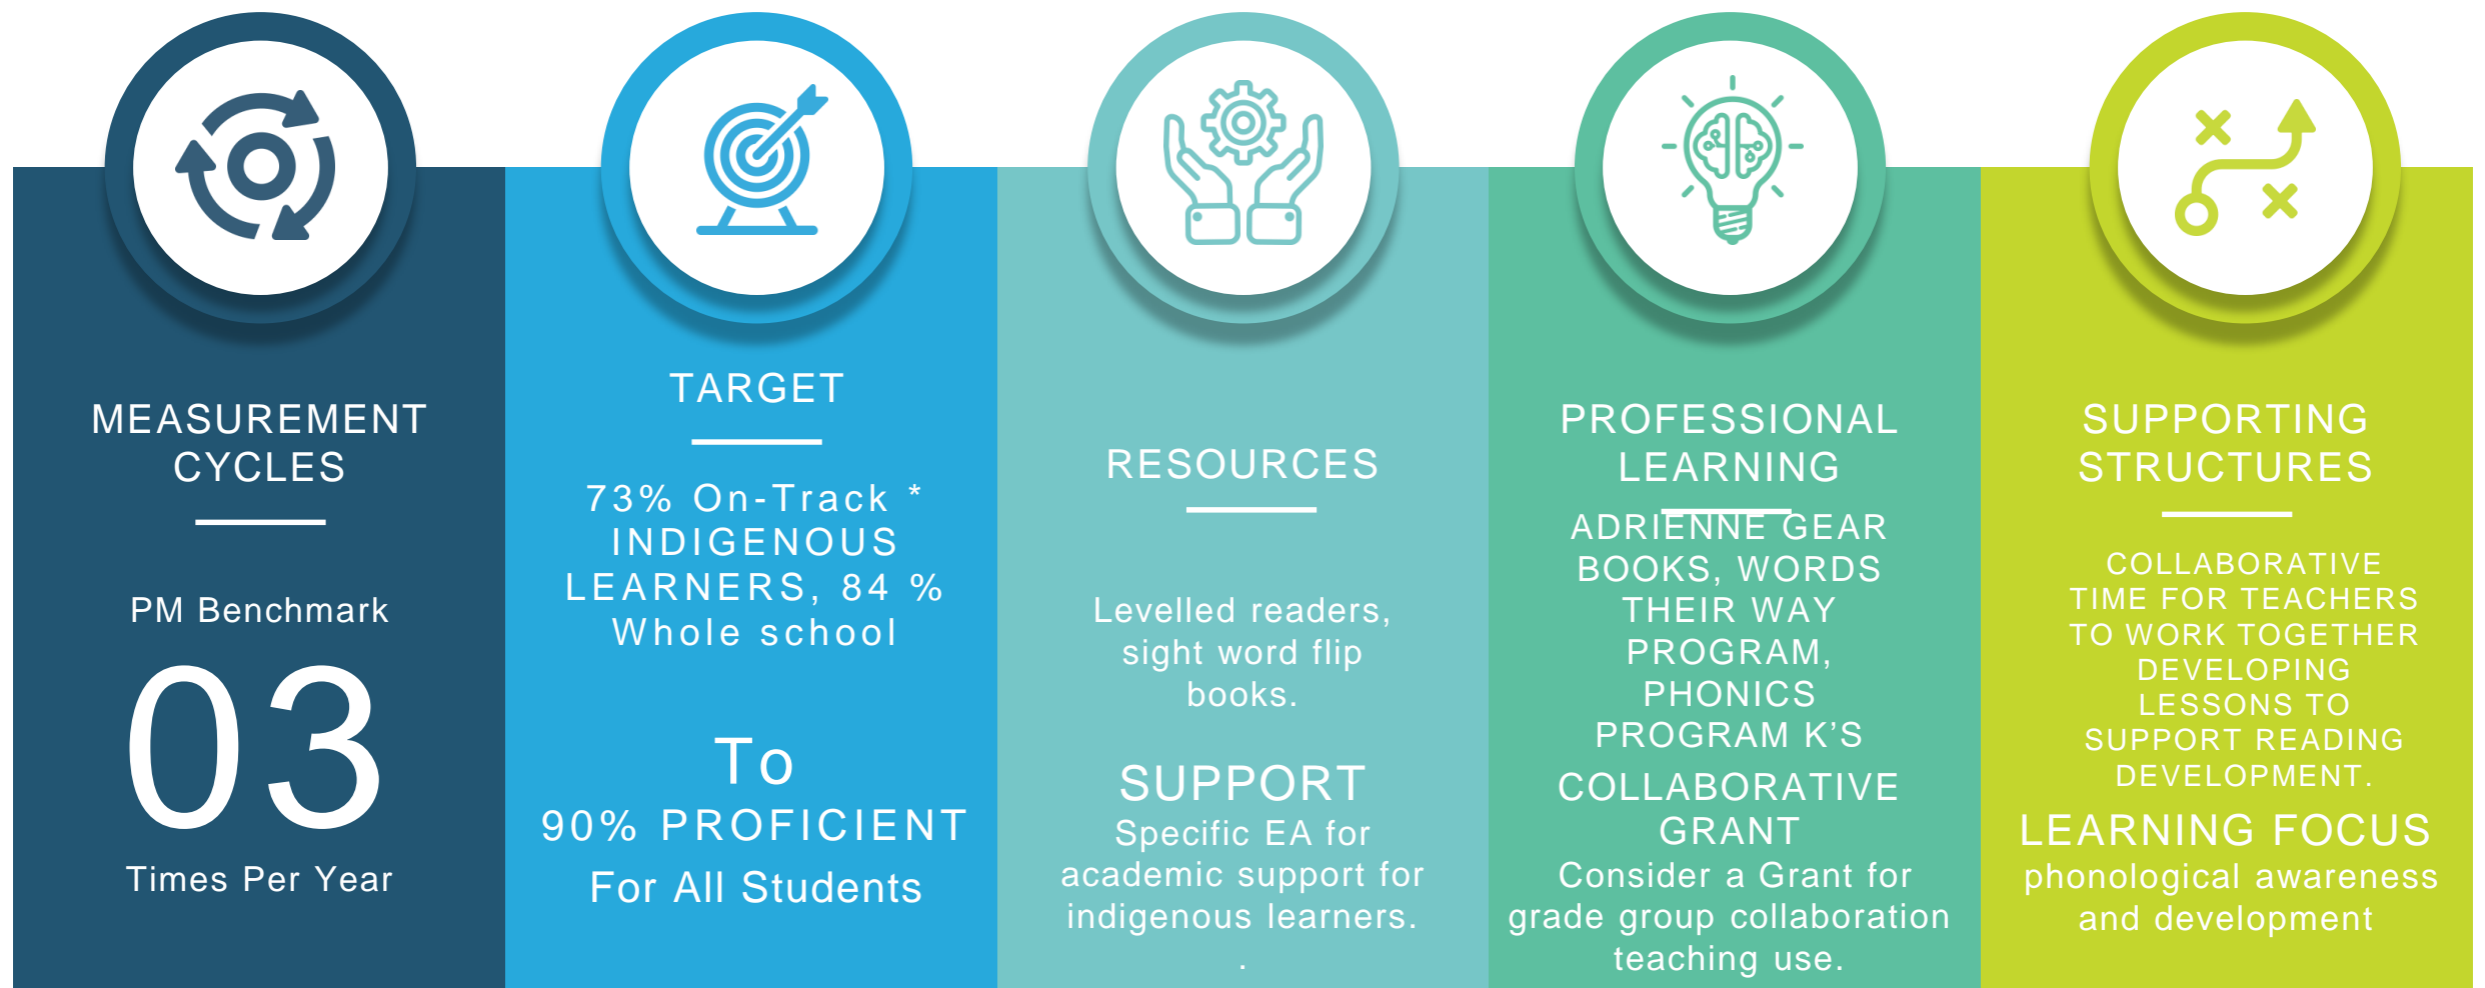 MEASUREMENT
CYCLES
PM Benchmark
03
Times Per Year
TARGET
73% On-Track *
INDIGENOUS
LEARNERS, 84 %
Whole school
To
90% PROFICIENT
For All Students
RESOURCES
Levelled readers,
sight word flip
books.
SUPPORT
Specific EA for
academic support for
indigenous learners.
.
PROFESSIONAL
LEARNING
ADRIENNE GEAR
BOOKS, WORDS
THEIR WAY
PROGRAM,
PHONICS
PROGRAM K’S
COLLABORATIVE
GRANT
Consider a Grant for
grade group collaboration
teaching use.
SUPPORTING
STRUCTURES
COLLABORATIVE
TIME FOR TEACHERS
TO WORK TOGETHER
DEVELOPING
LESSONS TO
SUPPORT READING
DEVELOPMENT.
LEARNING FOCUS
phonological awareness
and development